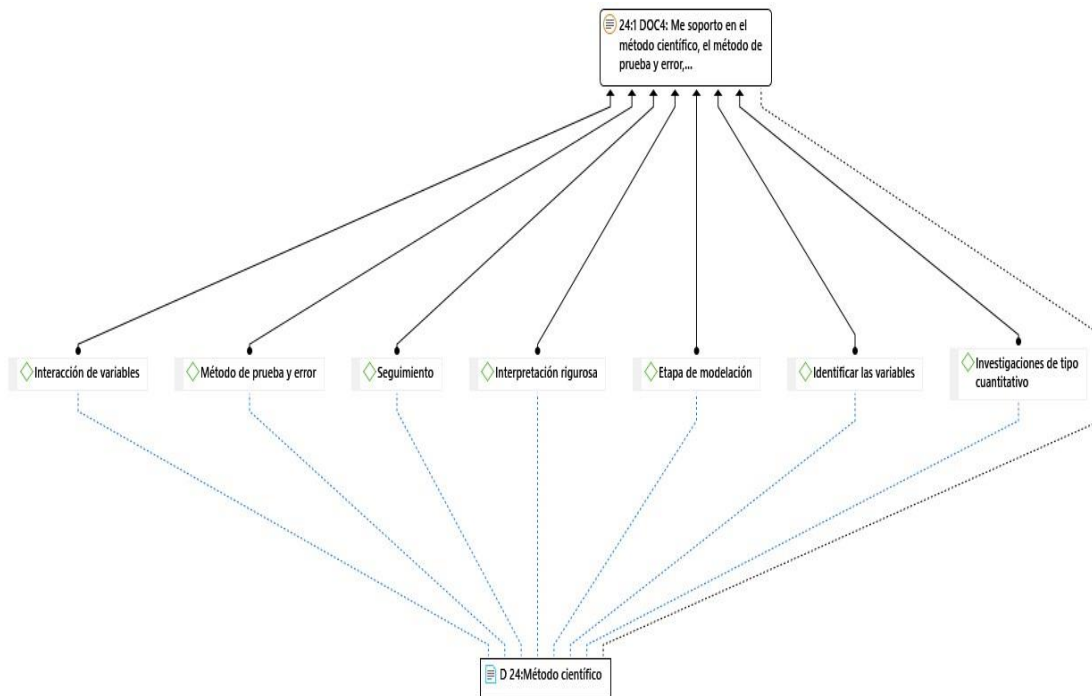 24:1 DOC4: Me soporto en el
método científico, el método de
prueba y error,...
Interacción de variables
Método de prueba y error
Seguimiento
Interpretación rigurosa
Etapa de modelación
Identificar las variables
Investigaciones de tipo
cuantitativo
D 24:Método científico